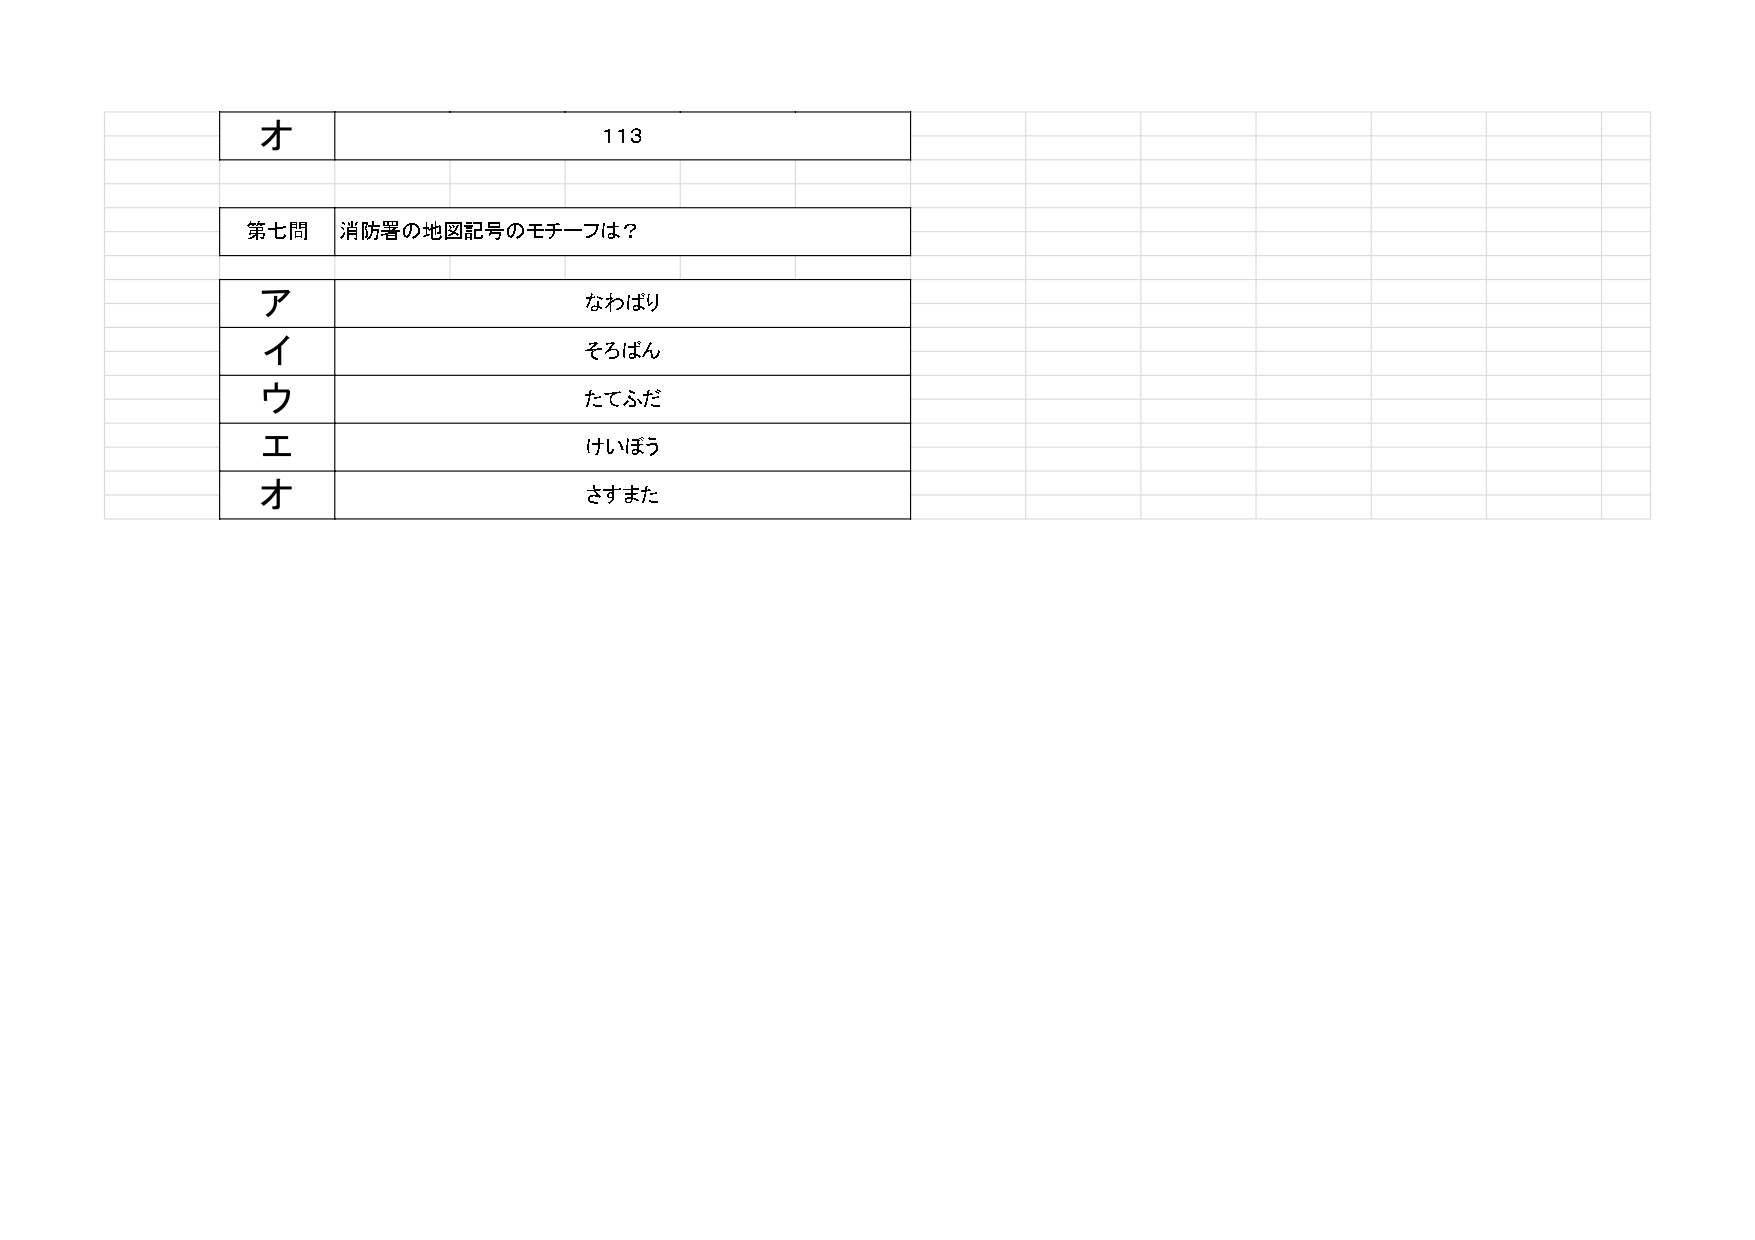 オ 113
第七問 消防署の地図記号のモチーフは？
ア なわばり
イ そろばん
ウ たてふだ
エ けいぼう
オ さすまた